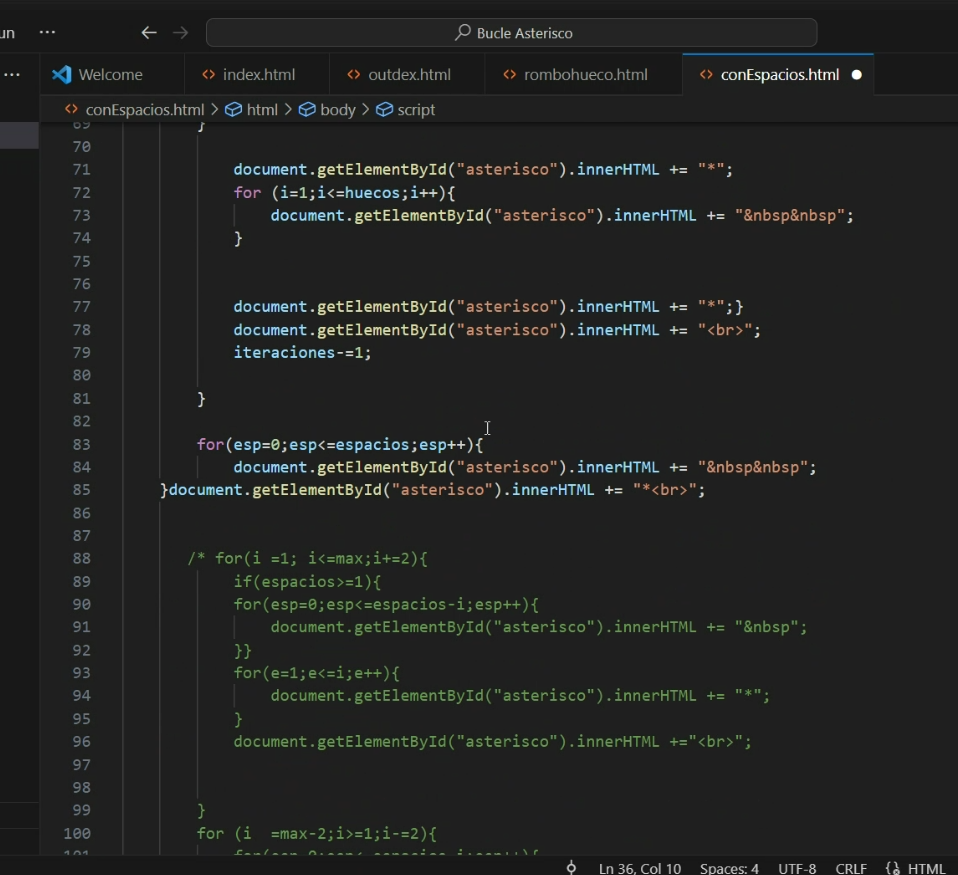 un ··· ← → Bucle Asterisco
··· Welcome index.html outdex.html rombohueco.html conEspacios.html
conEspacios.html > html > body > script
69 }
70
71 document.getElementById("asterisco").innerHTML += "*";
72 for (i=1;i<=huecos;i++){
73 document.getElementById("asterisco").innerHTML += "&nbsp&nbsp";
74 }
75
76
77 document.getElementById("asterisco").innerHTML += "*";}
78 document.getElementById("asterisco").innerHTML += "<br>";
79 iteraciones-=1;
80
81 }
82
83 for(esp=0;esp<=espacios;esp++){
84 document.getElementById("asterisco").innerHTML += "&nbsp&nbsp";
85 }document.getElementById("asterisco").innerHTML += "*<br>";
86
87
88 /* for(i =1; i<=max;i+=2){
89 if(espacios>=1){
90 for(esp=0;esp<=espacios-i;esp++){
91 document.getElementById("asterisco").innerHTML += "&nbsp";
92 }}
93 for(e=1;e<=i;e++){
94 document.getElementById("asterisco").innerHTML += "*";
95 }
96 document.getElementById("asterisco").innerHTML +="<br>";
97
98
99 }
100 for (i  =max-2;i>=1;i-=2){
101 for(esp=0;esp<=espacios-i;esp++){
Ln 36, Col 10 Spaces: 4 UTF-8 CRLF {} HTML